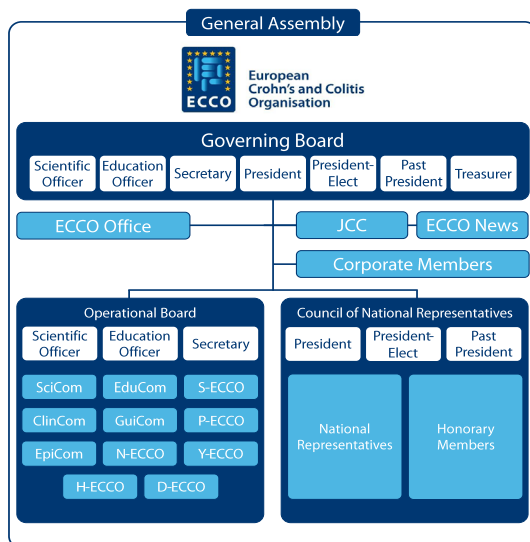 General Assembly
ECCO
European
Crohn's and Colitis
Organisation
Governing Board
Scientific
Officer
Education
Officer
Secretary
President
President-
Elect
Past
President
Treasurer
ECCO Office
JCC
ECCO News
Corporate Members
Operational Board
Scientific
Officer
Education
Officer
Secretary
SciCom
EduCom
S-ECCO
ClinCom
GuiCom
P-ECCO
EpiCom
N-ECCO
Y-ECCO
H-ECCO
D-ECCO
Council of National Representatives
President
President-
Elect
Past
President
National
Representatives
Honorary
Members